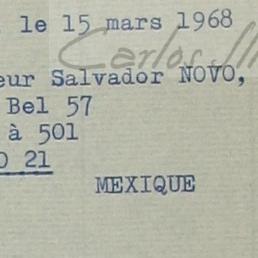 le 15 mars 1968
Carlos
eur Salvador NOVO,
Bel 57
à 501
O 21
MEXIQUE